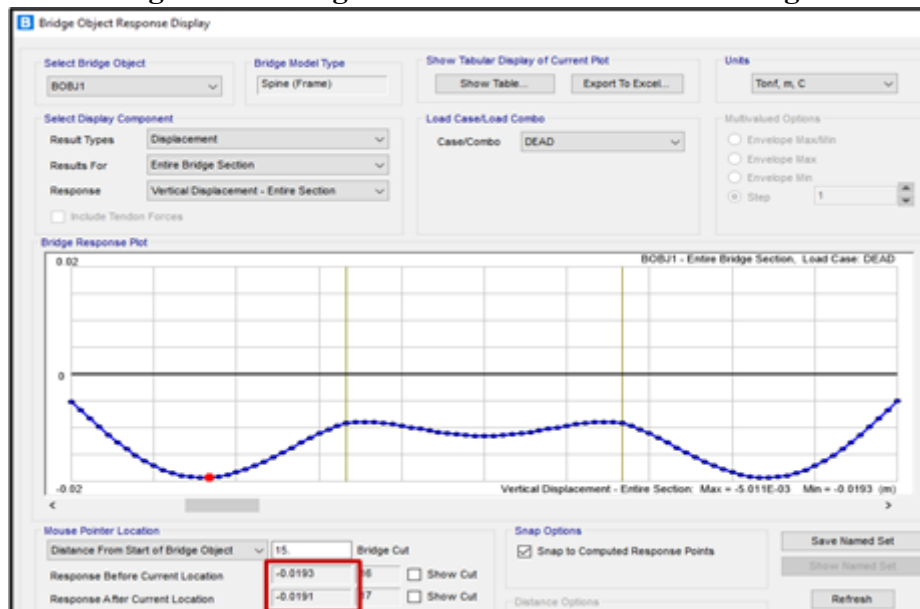 Bridge Object Response Display
Select Bridge Object
BOBJ1
Bridge Model Type
Spine (Frame)
Show Tabular Display of Current Plot
Show Table...
Export To Excel...
Units
Tonf, m, C
Select Display Component
Result Types
Displacement
Results For
Entire Bridge Section
Response
Vertical Displacement - Entire Section
Include Tendon Forces
Load Case/Load Combo
Case/Combo
DEAD
Multivalued Options
Envelope Max/Min
Envelope Max
Envelope Min
Step
1
Bridge Response Plot
0.02
BOBJ1 - Entire Bridge Section, Load Case: DEAD
0
-0.02
Vertical Displacement - Entire Section: Max = -5.011E-03 Min = -0.0193 (m)
Mouse Pointer Location
Distance From Start of Bridge Object
15.
Bridge Cut
Response Before Current Location
-0.0193
16
Show Cut
Response After Current Location
-0.0191
17
Show Cut
Snap Options
Snap to Computed Response Points
Distance Options
Save Named Set
Show Named Set
Refresh